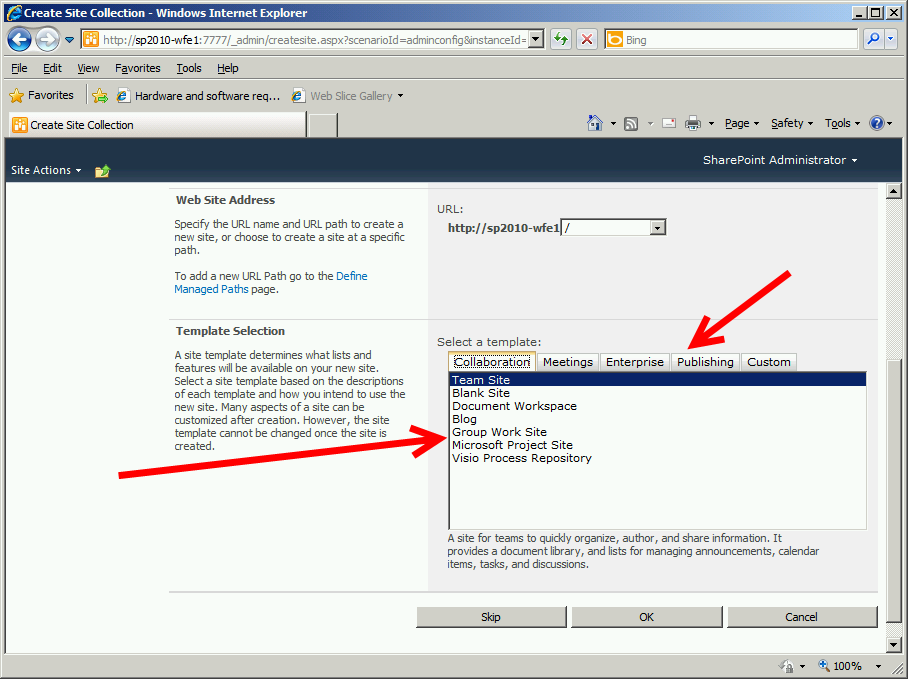 Create Site Collection - Windows Internet Explorer
http://sp2010-wfe1:7777/_admin/createsite.aspx?scenarioId=adminconfig&instanceId=
Bing
File Edit View Favorites Tools Help
Favorites Hardware and software req... Web Slice Gallery
Create Site Collection Page Safety Tools
SharePoint Administrator
Site Actions
Web Site Address
Specify the URL name and URL path to create a
new site, or choose to create a site at a specific
path.
To add a new URL Path go to the Define
Managed Paths page.
URL:
http://sp2010-wfe1 /
Template Selection
A site template determines what lists and
features will be available on your new site.
Select a site template based on the descriptions
of each template and how you intend to use the
new site. Many aspects of a site can be
customized after creation. However, the site
template cannot be changed once the site is
created.
Select a template:
Collaboration Meetings Enterprise Publishing Custom
Team Site
Blank Site
Document Workspace
Blog
Group Work Site
Microsoft Project Site
Visio Process Repository
A site for teams to quickly organize, author, and share information. It
provides a document library, and lists for managing announcements, calendar
items, tasks, and discussions.
Skip OK Cancel
100%